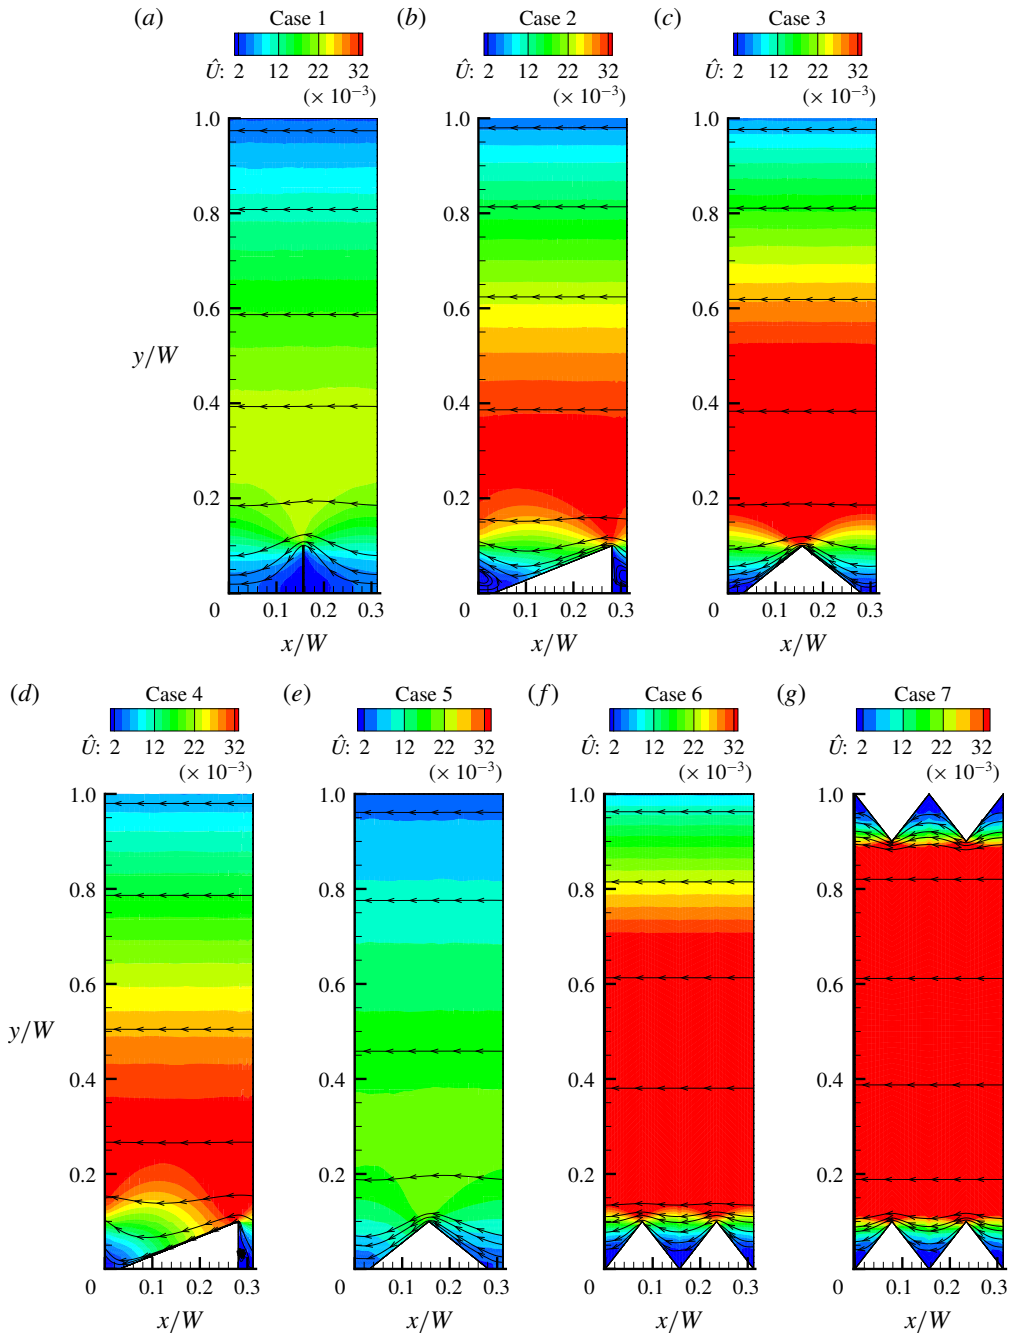 (a) Case 1
Û: 2 12 22 32
(× 10⁻³)
1.0
0.8
0.6
y/W
0.4
0.2
0 0.1 0.2 0.3
x/W
(b) Case 2
Û: 2 12 22 32
(× 10⁻³)
1.0
0.8
0.6
0.4
0.2
0 0.1 0.2 0.3
x/W
(c) Case 3
Û: 2 12 22 32
(× 10⁻³)
1.0
0.8
0.6
0.4
0.2
0 0.1 0.2 0.3
x/W
(d) Case 4
Û: 2 12 22 32
(× 10⁻³)
1.0
0.8
0.6
y/W
0.4
0.2
0 0.1 0.2 0.3
x/W
(e) Case 5
Û: 2 12 22 32
(× 10⁻³)
1.0
0.8
0.6
0.4
0.2
0 0.1 0.2 0.3
x/W
(f) Case 6
Û: 2 12 22 32
(× 10⁻³)
1.0
0.8
0.6
0.4
0.2
0 0.1 0.2 0.3
x/W
(g) Case 7
Û: 2 12 22 32
(× 10⁻³)
1.0
0.8
0.6
0.4
0.2
0 0.1 0.2 0.3
x/W